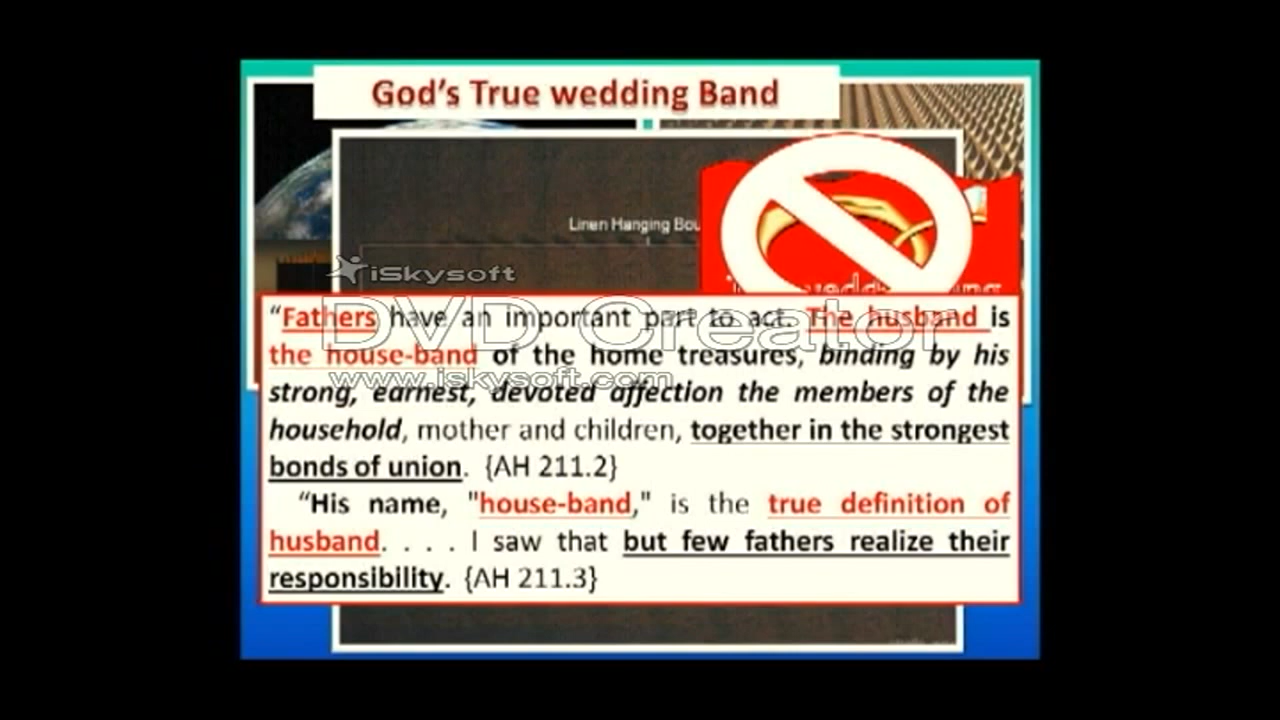 God's True wedding Band
Linen Hanging Bou
iSkysoft
DVD Creator
www.iskysoft.com
“Fathers have an important part to act. The husband is
the house-band of the home treasures, binding by his
strong, earnest, devoted affection the members of the
household, mother and children, together in the strongest
bonds of union. {AH 211.2}
“His name, "house-band," is the true definition of
husband. . . . I saw that but few fathers realize their
responsibility. {AH 211.3}